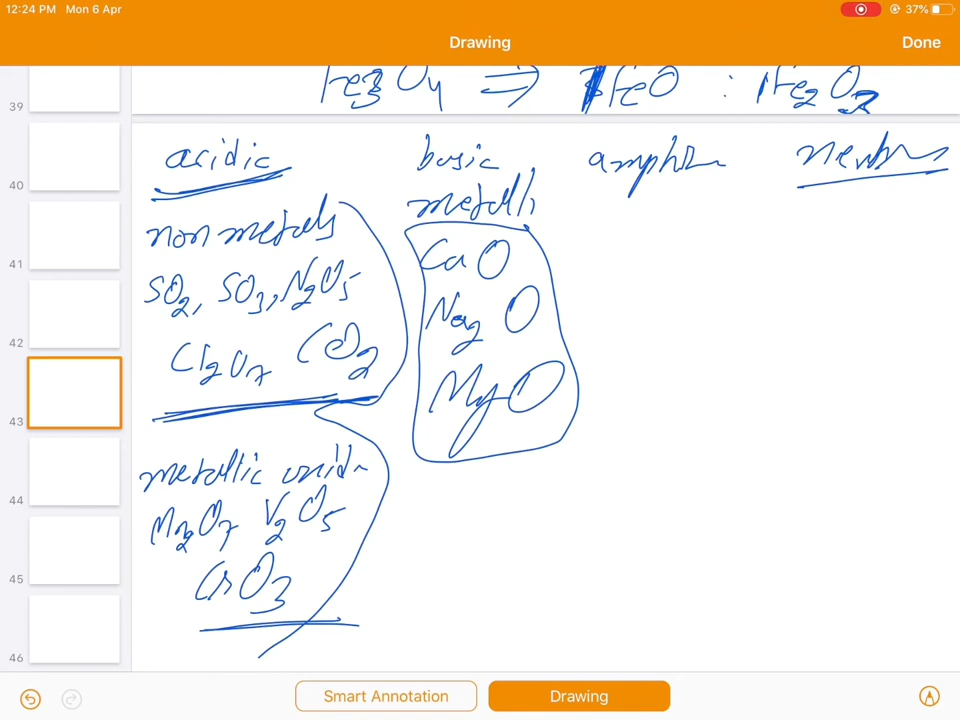 12:24 PM Mon 6 Apr 37%
Drawing Done
39
Fe3O4 ⇒ FeO : Fe2O3
40
acidic basic neutral
metalli
41
non metals
CaO
SO2, SO3, N2O5
Na2O
42
Cl2O7 CO2
MgO
43
metallic oxide
44
Mn2O7 V2O5
45
CrO3
46
Smart Annotation Drawing